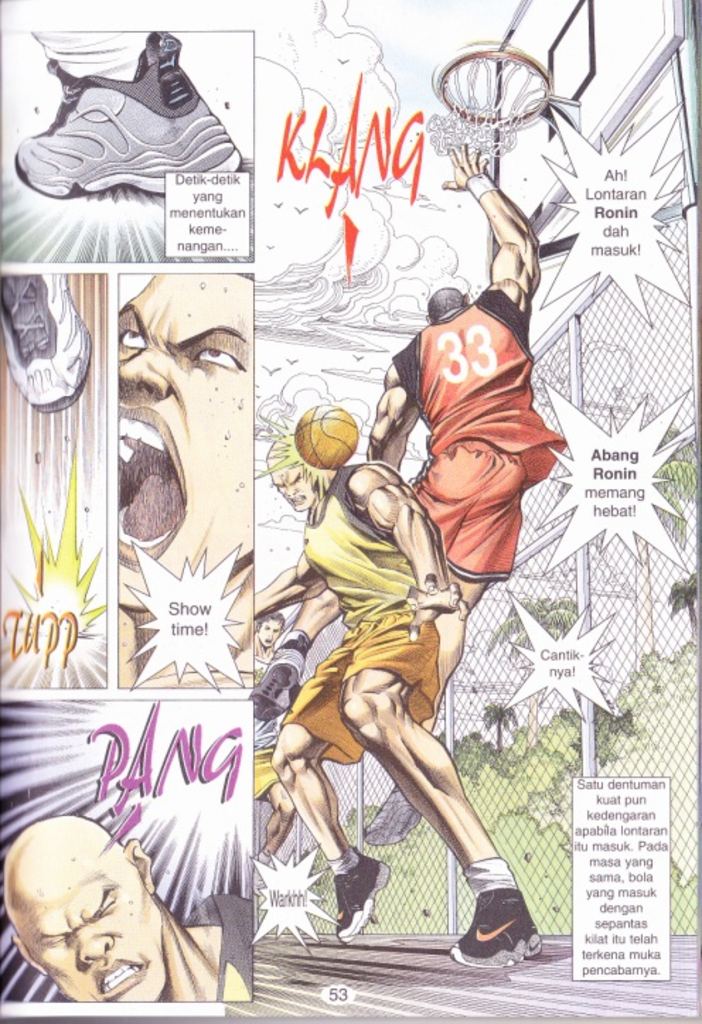 Detik-detik
yang
menentukan
keme-
nangan....
TUPP
!
Show
time!
PANG
!
KLANG
!
33
Ah!
Lontaran
Ronin
dah
masuk!
Abang
Ronin
memang
hebat!
Cantik-
nya!
Warkhh!
Satu dentuman
kuat pun
kedengaran
apabila lontaran
itu masuk. Pada
masa yang
sama, bola
yang masuk
dengan
sepantas
kilat itu telah
terkena muka
pencabarnya.
53